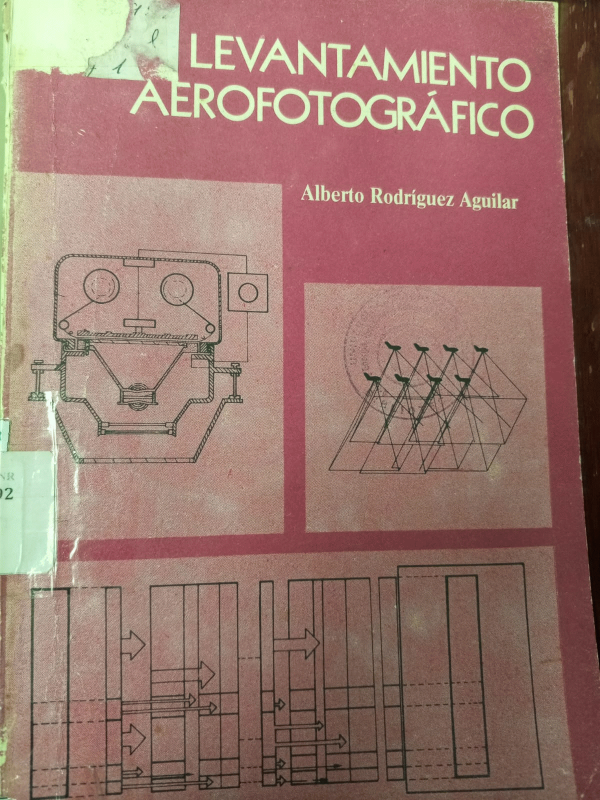 LEVANTAMIENTO
AEROFOTOGRÁFICO
Alberto Rodríguez Aguilar